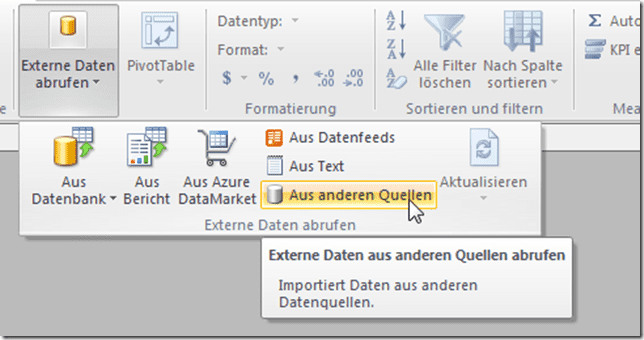 Externe Daten
abrufen
PivotTable
Datentyp:
Format:
$ % , ,00
Formatierung
A
Z
Z
A
A
Z
Alle Filter
löschen
Nach Spalte
sortieren
Sortieren und filtern
Σ Auto
KPI e
Mea
e
Aus
Datenbank
Aus
Bericht
Aus Azure
DataMarket
Aus Datenfeeds
Aus Text
Aus anderen Quellen
Aktualisieren
Externe Daten abrufen
Externe Daten aus anderen Quellen abrufen
Importiert Daten aus anderen
Datenquellen.